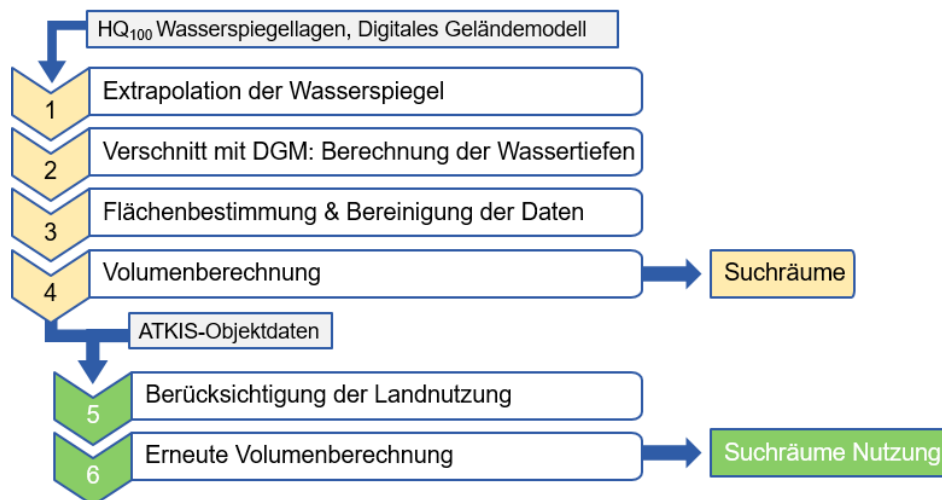 HQ₁₀₀ Wasserspiegellagen, Digitales Geländemodell
1 Extrapolation der Wasserspiegel
2 Verschnitt mit DGM: Berechnung der Wassertiefen
3 Flächenbestimmung & Bereinigung der Daten
4 Volumenberechnung
Suchräume
ATKIS-Objektdaten
5 Berücksichtigung der Landnutzung
6 Erneute Volumenberechnung
Suchräume Nutzung